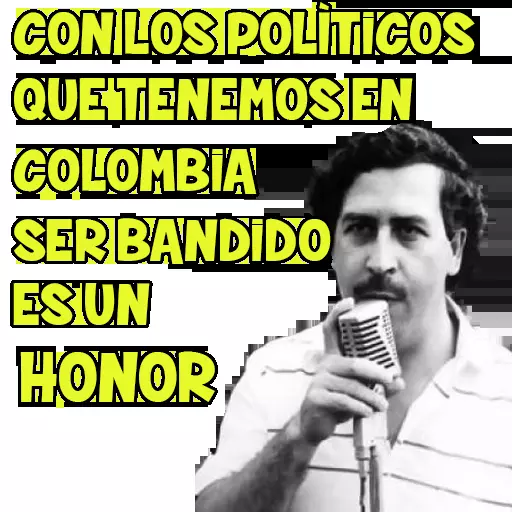 CON LOS POLÍTICOS
QUE TENEMOS EN
COLOMBIA
SER BANDIDO
ES UN
HONOR